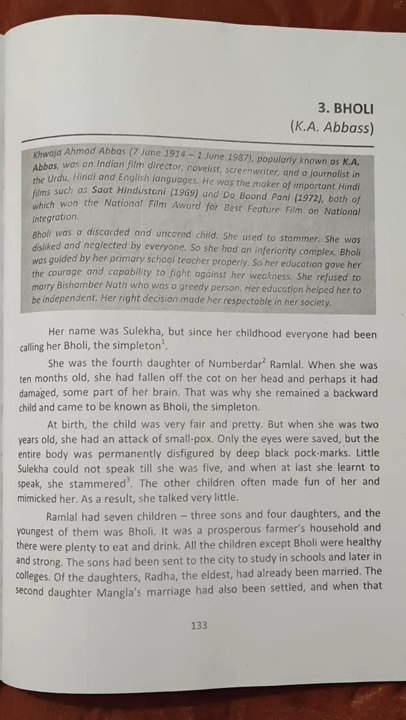 3. BHOLI
(K.A. Abbass)
Khwaja Ahmad Abbas (7 June 1914 – 1 June 1987), popularly known as K.A.
Abbas, was an Indian film director, novelist, screenwriter, and a journalist in
the Urdu, Hindi and English languages. He was the maker of important Hindi
films such as Saat Hindustani (1969) and Do Boond Pani (1972), both of
which won the National Film Award for Best Feature Film on National
Integration.
Bholi was a discarded and uncared child. She used to stammer. She was
disliked and neglected by everyone. So she had an inferiority complex. Bholi
was guided by her primary school teacher properly. So her education gave her
the courage and capability to fight against her weakness. She refused to
marry Bishamber Nath who was a greedy person. Her education helped her to
be independent. Her right decision made her respectable in her society.
Her name was Sulekha, but since her childhood everyone had been
calling her Bholi, the simpleton¹.
She was the fourth daughter of Numberdar² Ramlal. When she was
ten months old, she had fallen off the cot on her head and perhaps it had
damaged, some part of her brain. That was why she remained a backward
child and came to be known as Bholi, the simpleton.
At birth, the child was very fair and pretty. But when she was two
years old, she had an attack of small-pox. Only the eyes were saved, but the
entire body was permanently disfigured by deep black pock-marks. Little
Sulekha could not speak till she was five, and when at last she learnt to
speak, she stammered³. The other children often made fun of her and
mimicked her. As a result, she talked very little.
Ramlal had seven children – three sons and four daughters, and the
youngest of them was Bholi. It was a prosperous farmer's household and
there were plenty to eat and drink. All the children except Bholi were healthy
and strong. The sons had been sent to the city to study in schools and later in
colleges. Of the daughters, Radha, the eldest, had already been married. The
second daughter Mangla's marriage had also been settled, and when that
133